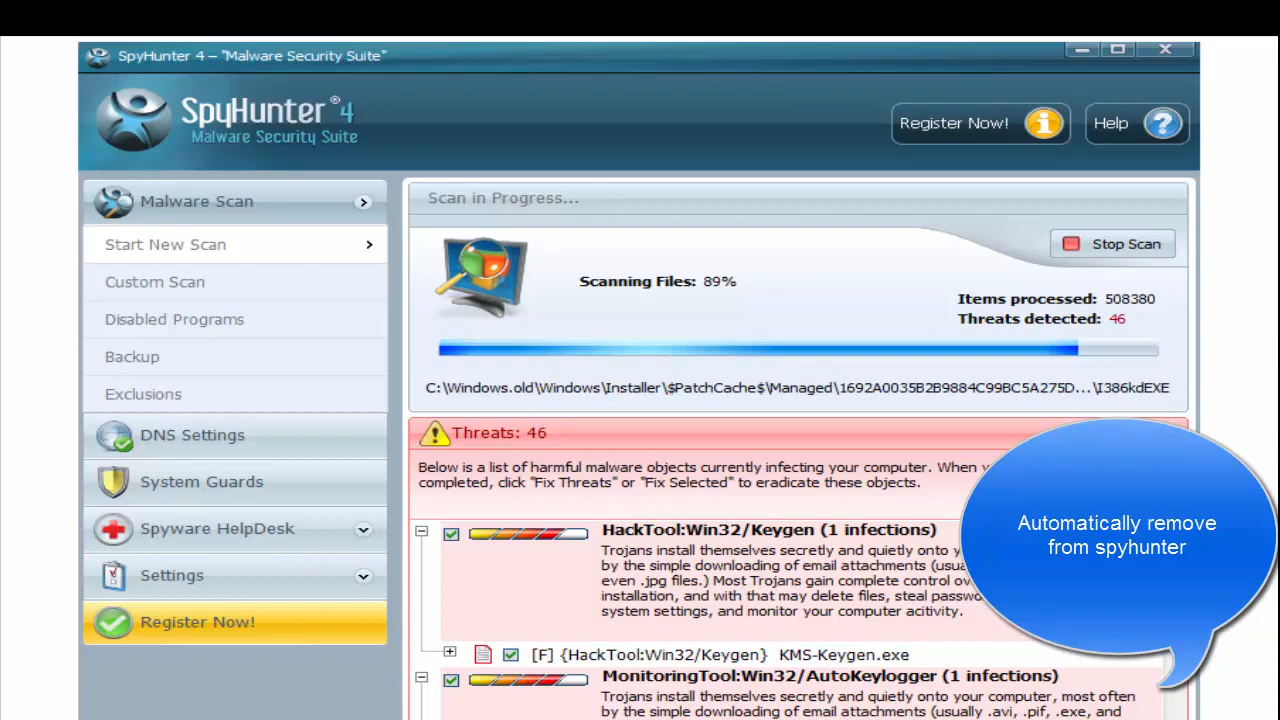 SpyHunter 4 – "Malware Security Suite"
SpyHunter ® 4
Malware Security Suite
Register Now!
Help
Malware Scan
Start New Scan
Custom Scan
Disabled Programs
Backup
Exclusions
DNS Settings
System Guards
Spyware HelpDesk
Settings
Register Now!
Scan in Progress...
Stop Scan
Scanning Files: 89%
Items processed: 508380
Threats detected: 46
C:\Windows.old\Windows\Installer\$PatchCache$\Managed\1692A0035B2B9884C99BC5A275D...\I386kdEXE
Threats: 46
Below is a list of harmful malware objects currently infecting your computer. When
completed, click "Fix Threats" or "Fix Selected" to eradicate these objects.
HackTool:Win32/Keygen (1 infections)
Trojans install themselves secretly and quietly onto
by the simple downloading of email attachments
even .jpg files.) Most Trojans gain complete control
installation, and with that may delete files, steal
system settings, and monitor your computer acitivity.
[F] {HackTool:Win32/Keygen} KMS-Keygen.exe
MonitoringTool:Win32/AutoKeylogger (1 infections)
Trojans install themselves secretly and quietly onto your computer, most often
by the simple downloading of email attachments (usually .avi, .pif, .exe, and
Automatically remove
from spyhunter